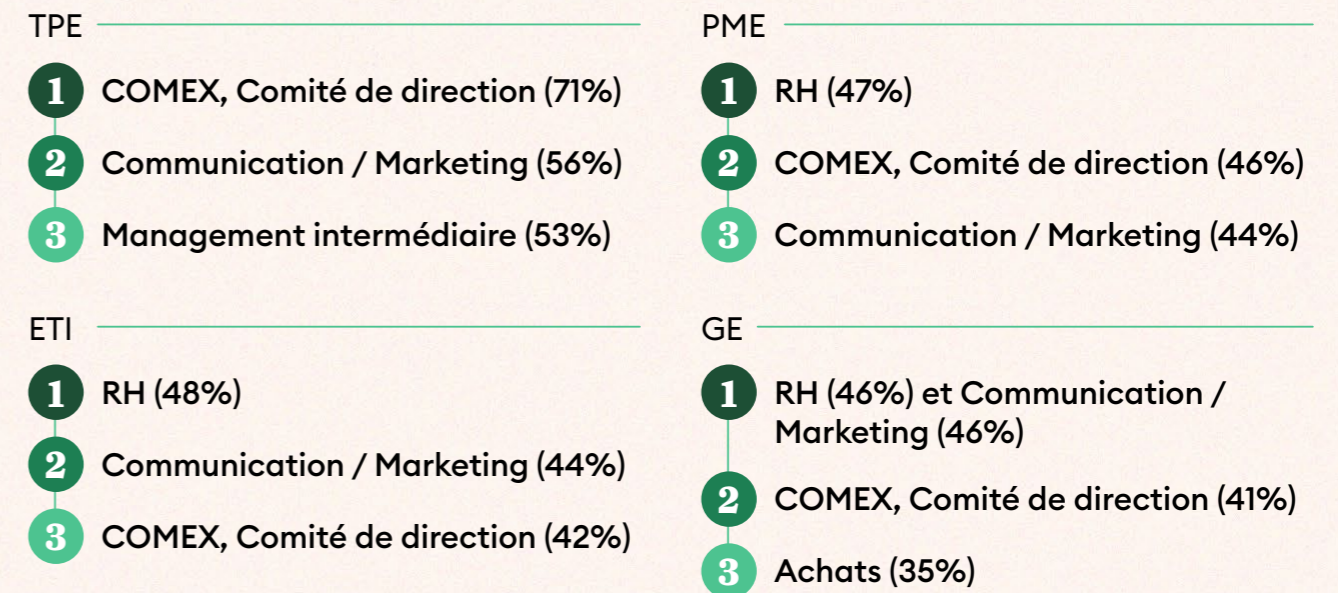 TPE
1 COMEX, Comité de direction (71%)
2 Communication / Marketing (56%)
3 Management intermédiaire (53%)
PME
1 RH (47%)
2 COMEX, Comité de direction (46%)
3 Communication / Marketing (44%)
ETI
1 RH (48%)
2 Communication / Marketing (44%)
3 COMEX, Comité de direction (42%)
GE
1 RH (46%) et Communication /
Marketing (46%)
2 COMEX, Comité de direction (41%)
3 Achats (35%)